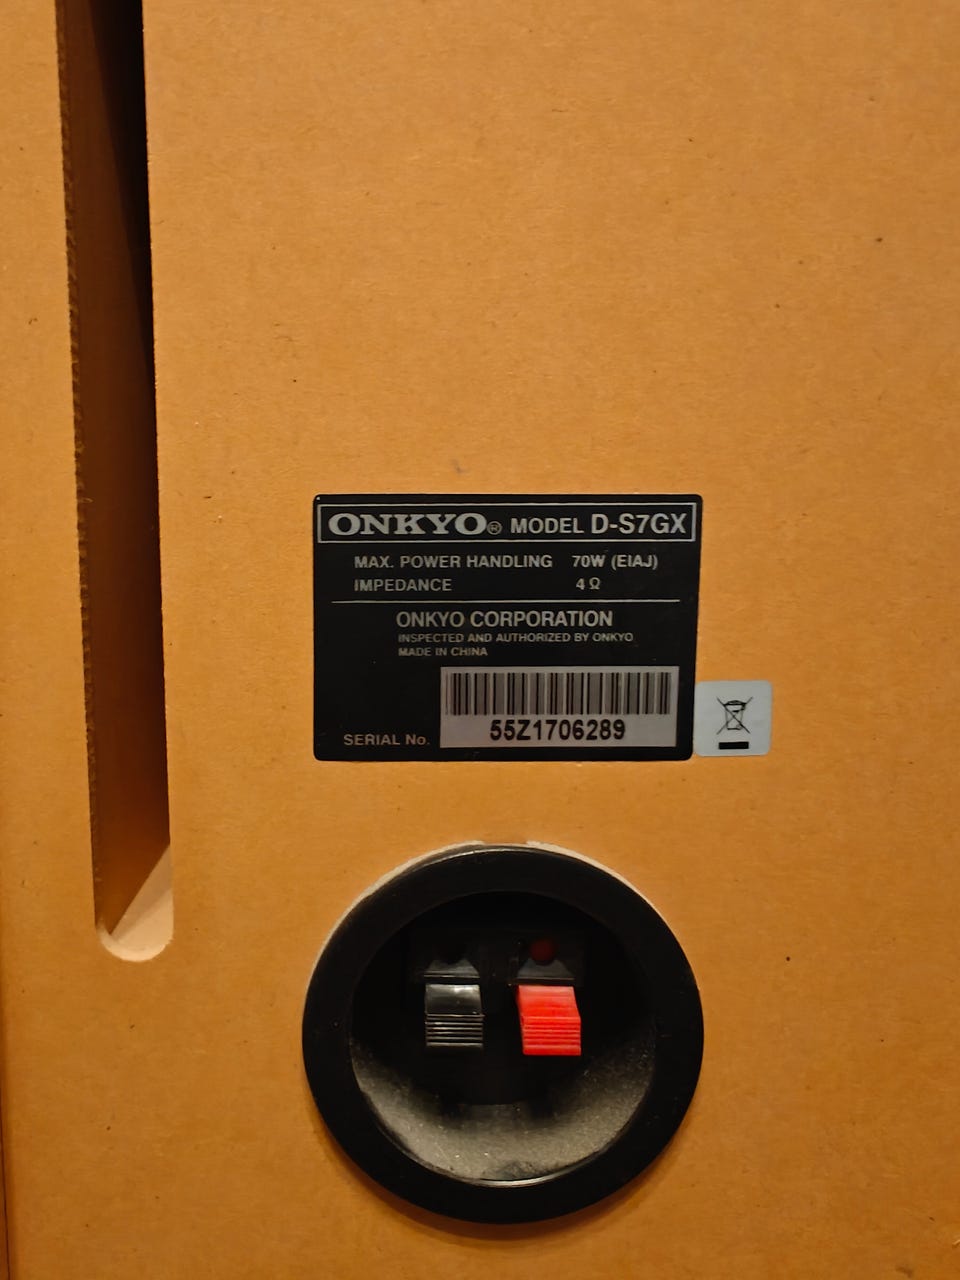 ONKYO® MODEL D-S7GX
MAX. POWER HANDLING 70W (EIAJ)
IMPEDANCE 4 Ω
ONKYO CORPORATION
INSPECTED AND AUTHORIZED BY ONKYO
MADE IN CHINA
SERIAL No. 55Z1706289